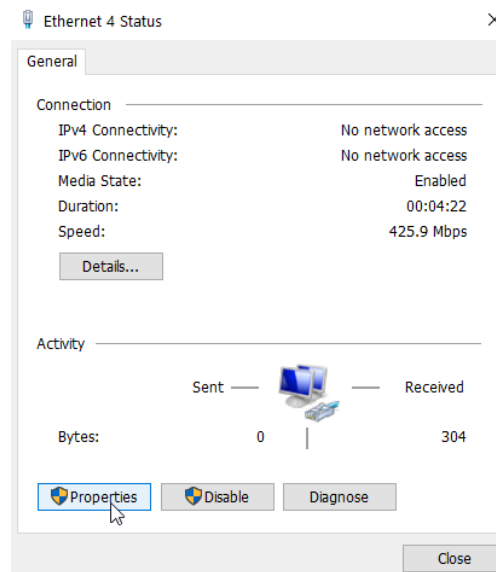 Ethernet 4 Status
General
Connection
IPv4 Connectivity: No network access
IPv6 Connectivity: No network access
Media State: Enabled
Duration: 00:04:22
Speed: 425.9 Mbps
Details...
Activity
Sent Received
Bytes: 0 304
Properties Disable Diagnose
Close